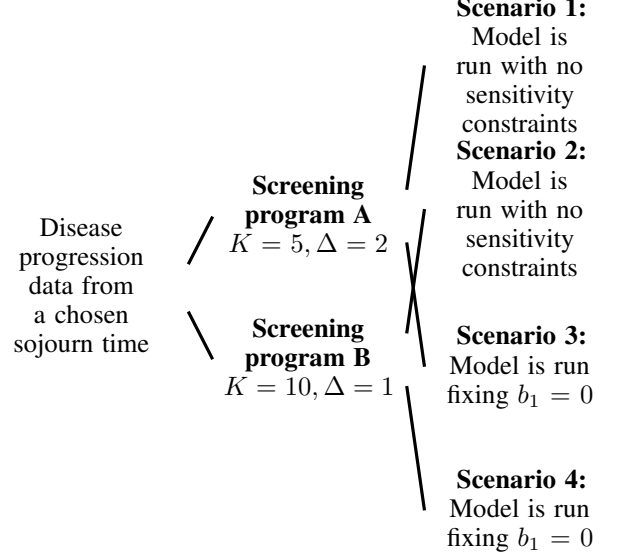 Disease
progression
data from
a chosen
sojourn time
Screening
program A
K = 5, Δ = 2
Screening
program B
K = 10, Δ = 1
Scenario 1:
Model is
run with no
sensitivity
constraints
Scenario 2:
Model is
run with no
sensitivity
constraints
Scenario 3:
Model is run
fixing b₁ = 0
Scenario 4:
Model is run
fixing b₁ = 0